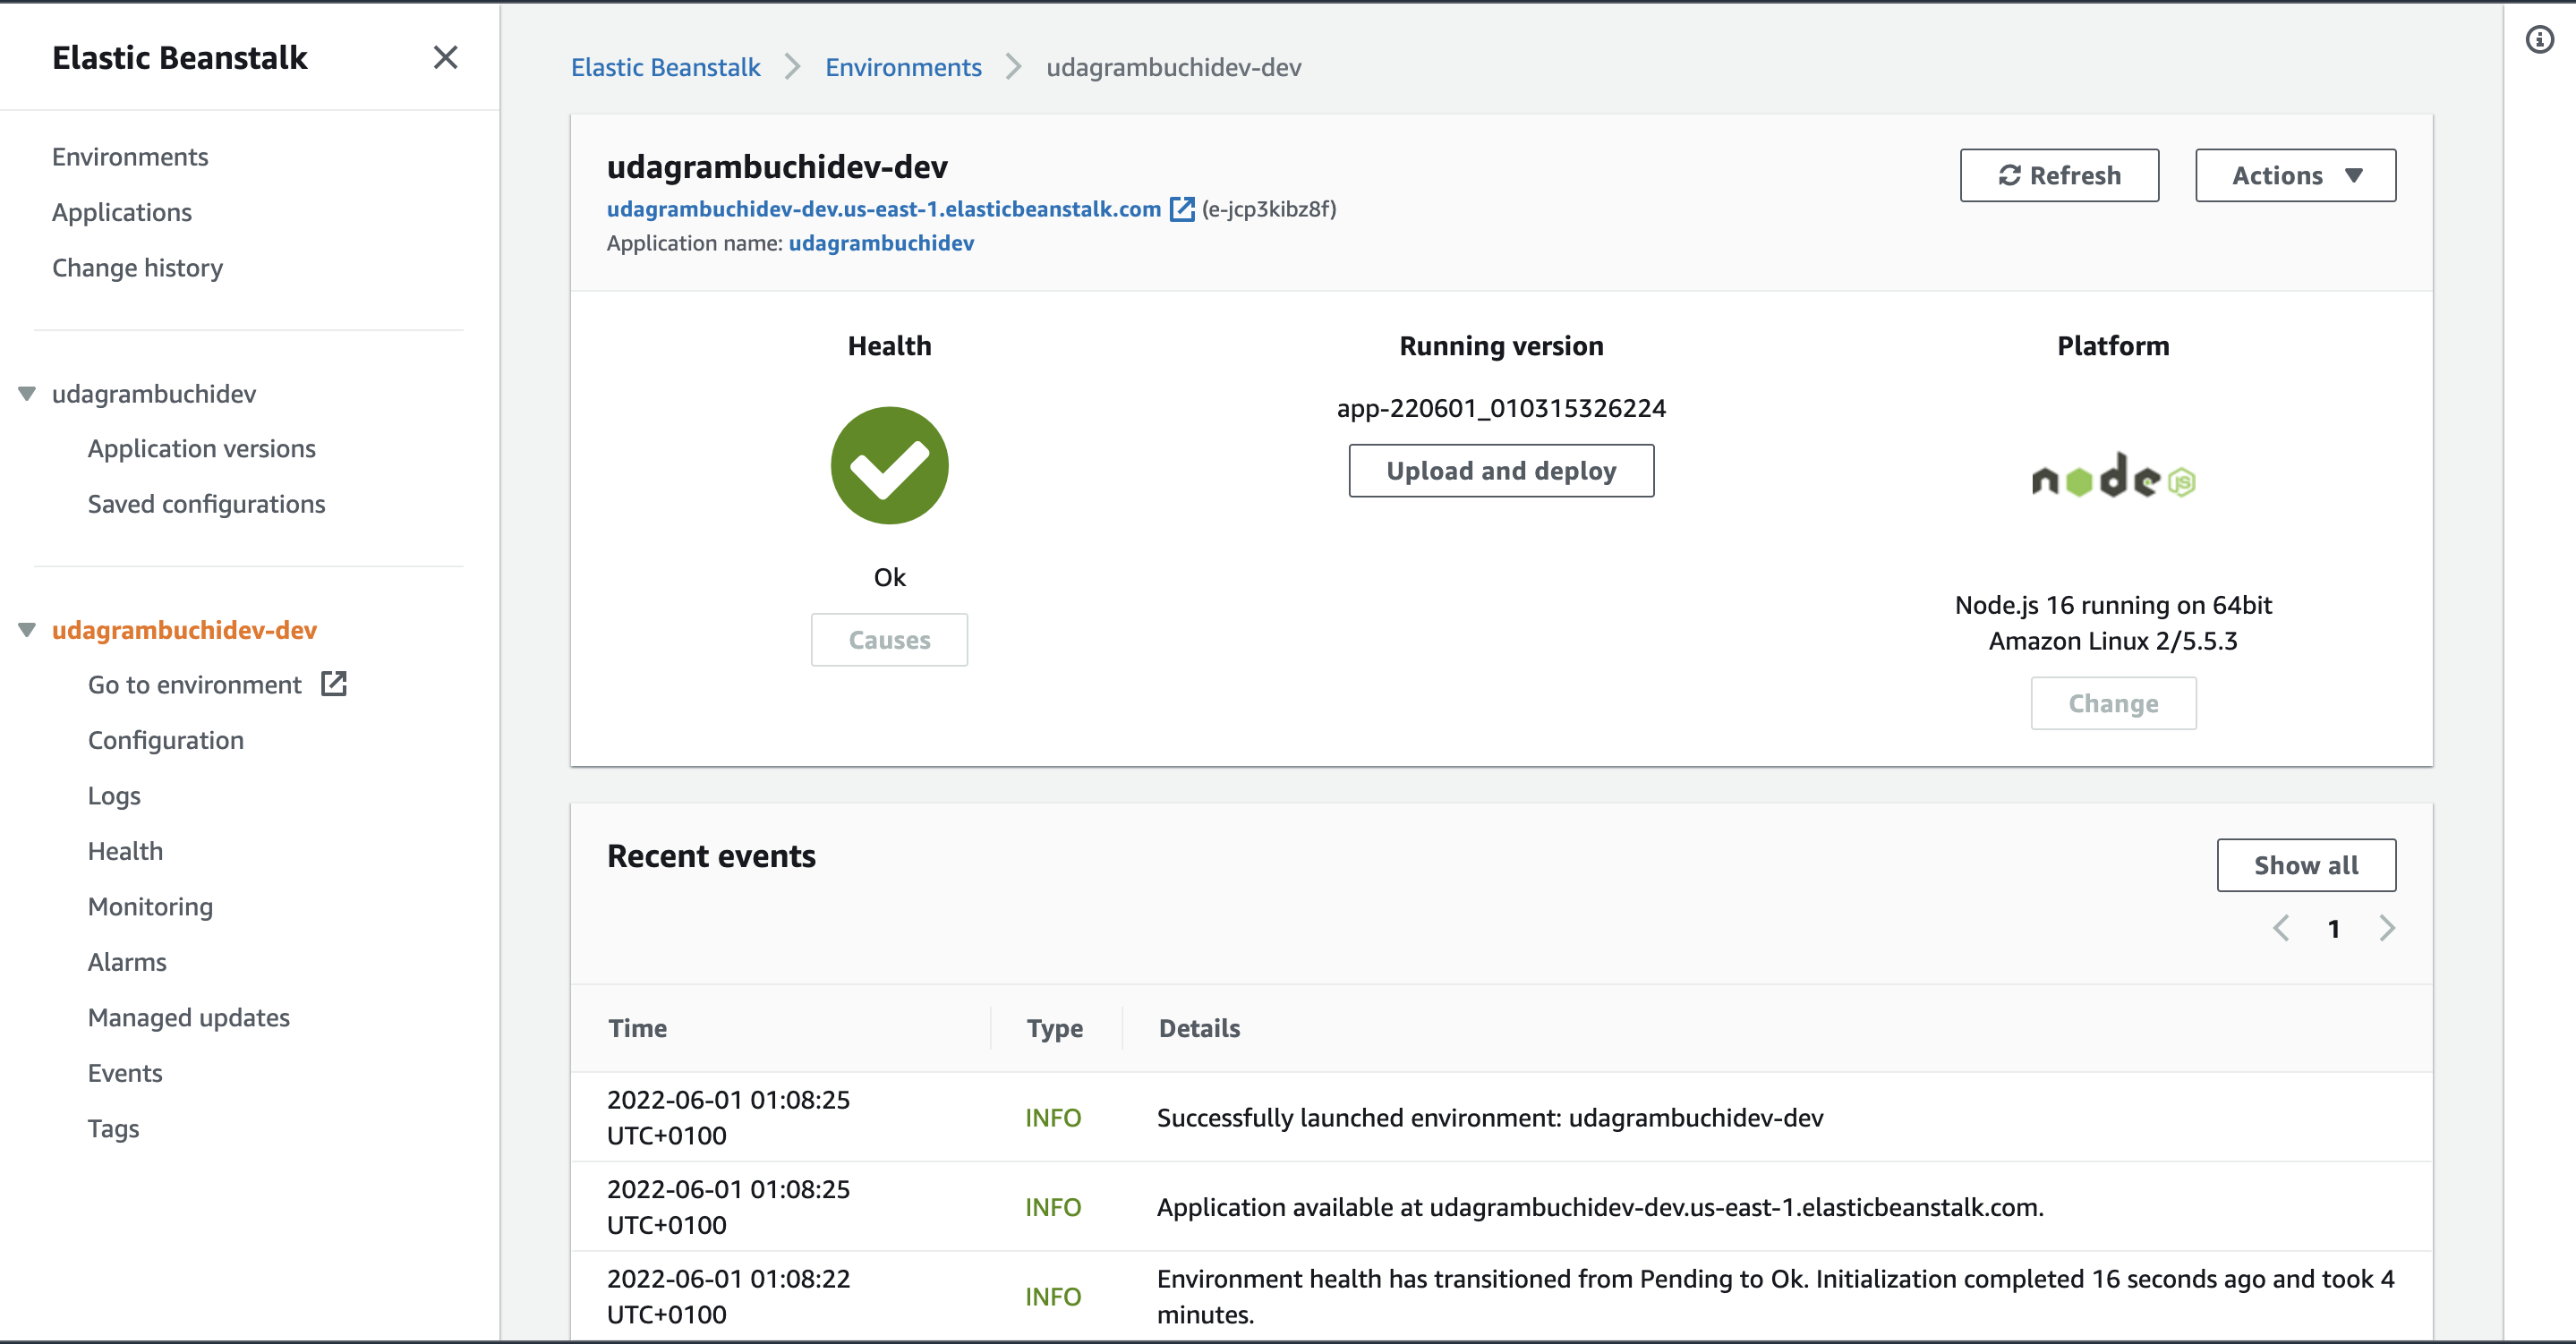 Elastic Beanstalk
Environments
Applications
Change history
udagrambuchidev
Application versions
Saved configurations
udagrambuchidev-dev
Go to environment
Configuration
Logs
Health
Monitoring
Alarms
Managed updates
Events
Tags
Elastic Beanstalk Environments udagrambuchidev-dev
udagrambuchidev-dev
udagrambuchidev-dev.us-east-1.elasticbeanstalk.com (e-jcp3kibz8f)
Application name: udagrambuchidev
Refresh
Actions
Health
Ok
Causes
Running version
app-220601_010315326224
Upload and deploy
Platform
node JS
Node.js 16 running on 64bit
Amazon Linux 2/5.5.3
Change
Recent events
Show all
1
Time Type Details
2022-06-01 01:08:25
UTC+0100
INFO
Successfully launched environment: udagrambuchidev-dev
2022-06-01 01:08:25
UTC+0100
INFO
Application available at udagrambuchidev-dev.us-east-1.elasticbeanstalk.com.
2022-06-01 01:08:22
UTC+0100
INFO
Environment health has transitioned from Pending to Ok. Initialization completed 16 seconds ago and took 4
minutes.